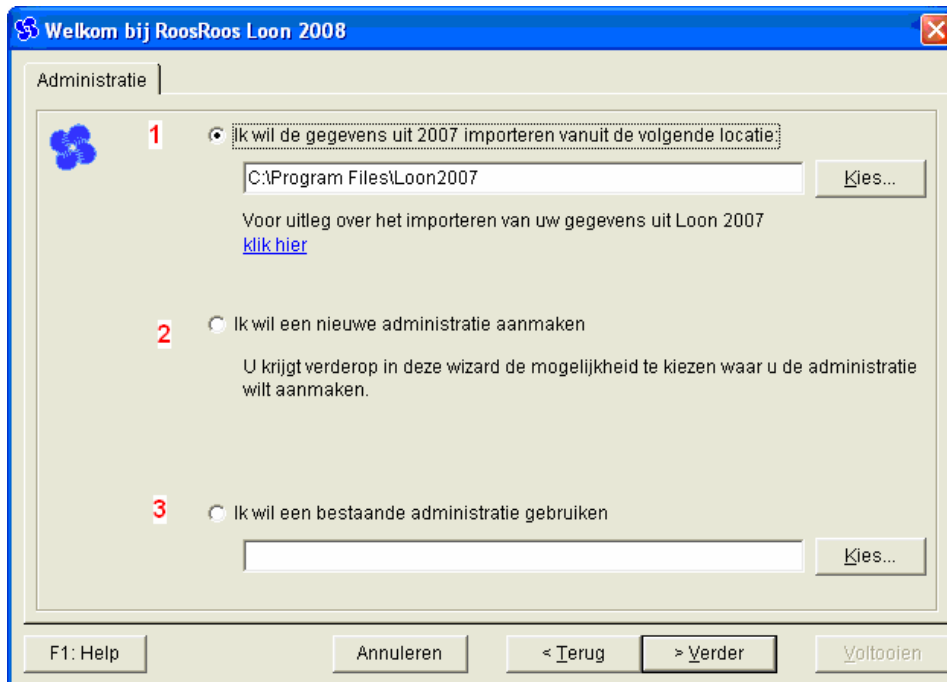 Welkom bij RoosRoos Loon 2008
Administratie
1
Ik wil de gegevens uit 2007 importeren vanuit de volgende locatie:
C:\Program Files\Loon2007
Kies...
Voor uitleg over het importeren van uw gegevens uit Loon 2007
klik hier
2
Ik wil een nieuwe administratie aanmaken
U krijgt verderop in deze wizard de mogelijkheid te kiezen waar u de administratie
wilt aanmaken.
3
Ik wil een bestaande administratie gebruiken
Kies...
F1: Help
Annuleren
< Terug
> Verder
Voltooien